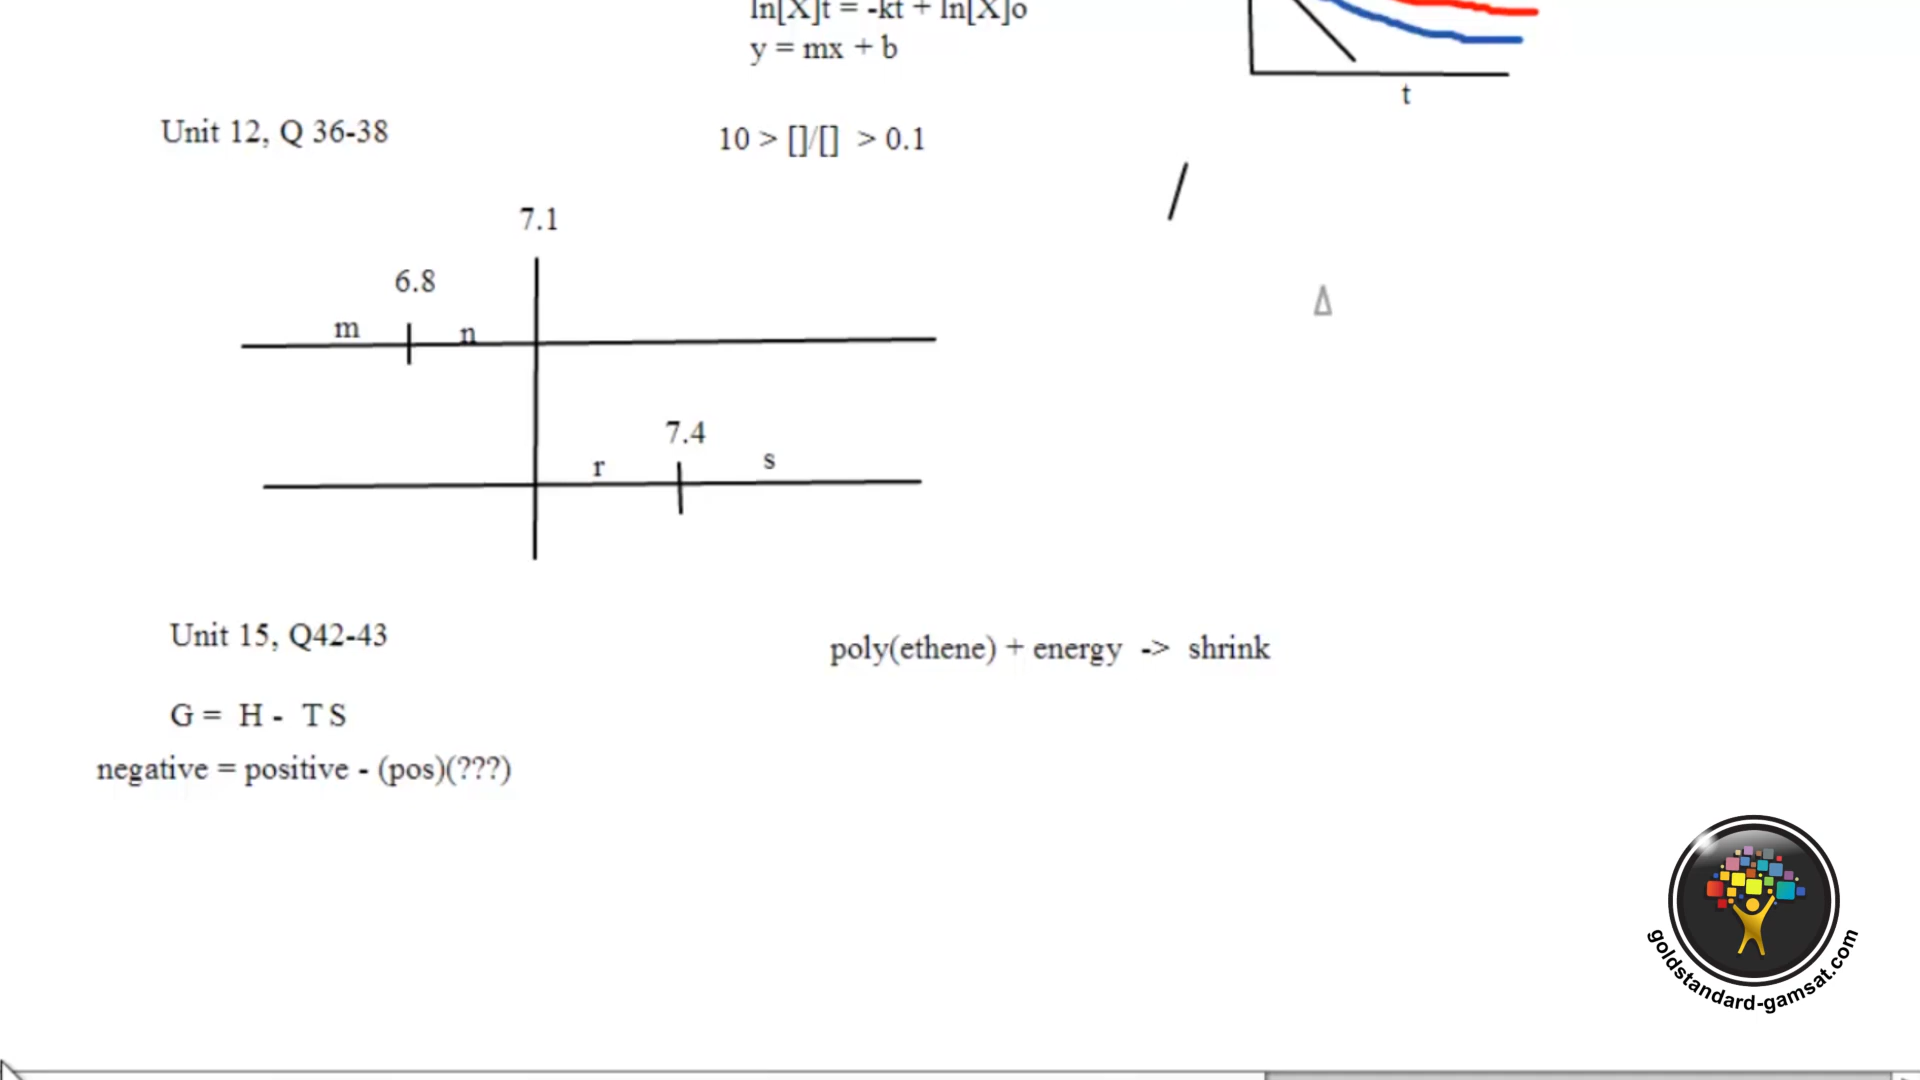 ln[X]t = -kt + ln[X]o
y = mx + b
t
Unit 12, Q 36-38
10 > []/[] > 0.1
/
7.1
6.8
m
n
Δ
7.4
r
s
Unit 15, Q42-43
poly(ethene) + energy -> shrink
G = H - T S
negative = positive - (pos)(???)
goldstandard-gamsat.com